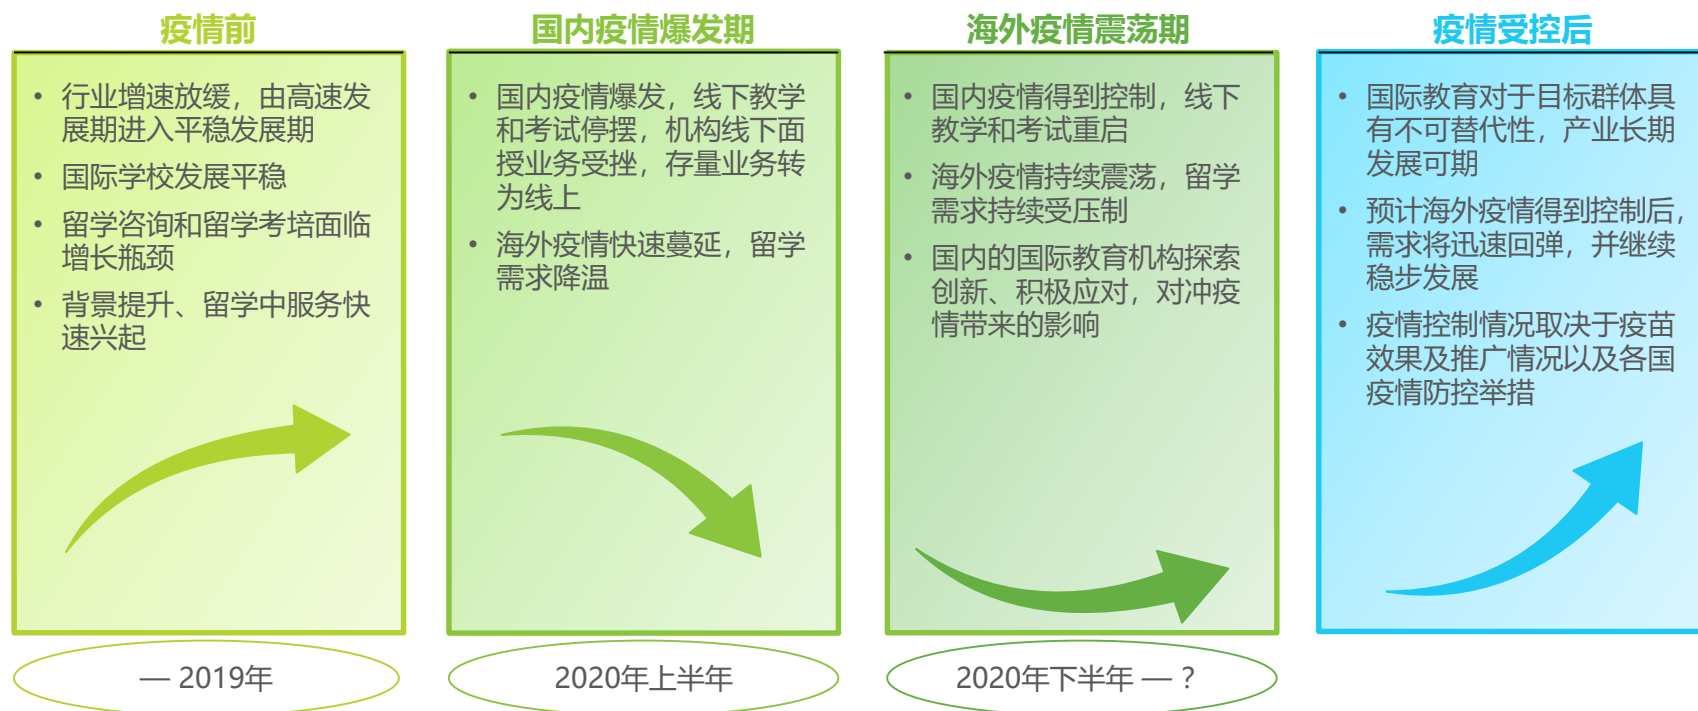 疫情前
• 行业增速放缓，由高速发
展期进入平稳发展期
• 国际学校发展平稳
• 留学咨询和留学考培面临
增长瓶颈
• 背景提升、留学中服务快
速兴起
— 2019年
国内疫情爆发期
• 国内疫情爆发，线下教学
和考试停摆，机构线下面
授业务受挫，存量业务转
为线上
• 海外疫情快速蔓延，留学
需求降温
2020年上半年
海外疫情震荡期
• 国内疫情得到控制，线下
教学和考试重启
• 海外疫情持续震荡，留学
需求持续受压制
• 国内的国际教育机构探索
创新、积极应对，对冲疫
情带来的影响
2020年下半年 — ？
疫情受控后
• 国际教育对于目标群体具
有不可替代性，产业长期
发展可期
• 预计海外疫情得到控制后，
需求将迅速回弹，并继续
稳步发展
• 疫情控制情况取决于疫苗
效果及推广情况以及各国
疫情防控举措